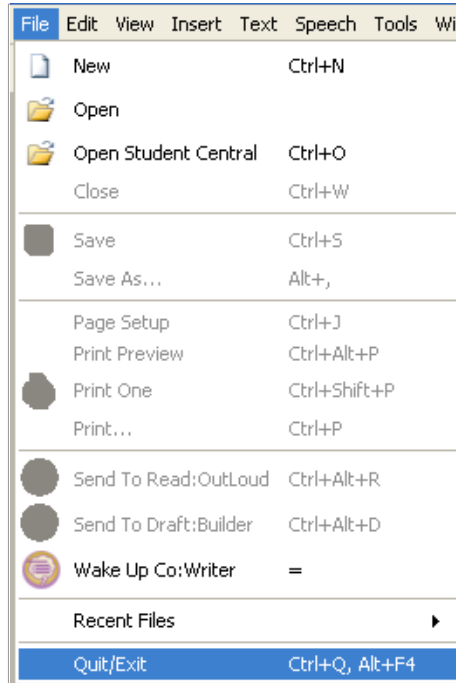 File Edit View Insert Text Speech Tools Wi
New Ctrl+N
Open
Open Student Central Ctrl+O
Close Ctrl+W
Save Ctrl+S
Save As... Alt+,
Page Setup Ctrl+J
Print Preview Ctrl+Alt+P
Print One Ctrl+Shift+P
Print... Ctrl+P
Send To Read:OutLoud Ctrl+Alt+R
Send To Draft:Builder Ctrl+Alt+D
Wake Up Co:Writer =
Recent Files
Quit/Exit Ctrl+Q, Alt+F4